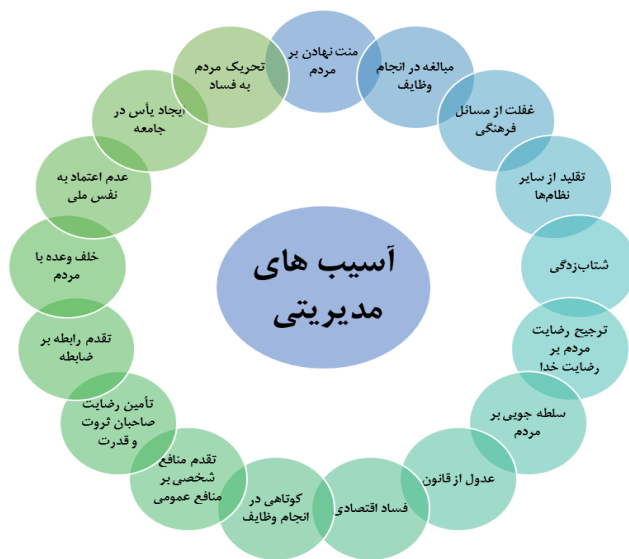 آسیب های
مدیریتی
منت نهادن بر
مردم
مبالغه در انجام
وظایف
غفلت از مسائل
فرهنگی
تقلید از سایر
نظام‌ها
شتاب‌زدگی
ترجیح رضایت
مردم بر
رضایت خدا
سلطه جویی بر
مردم
عدول از قانون
فساد اقتصادی
کوتاهی در
انجام وظایف
تقدم منافع
شخصی بر
منافع عمومی
تأمین رضایت
صاحبان ثروت
و قدرت
تقدم رابطه بر
ضابطه
خلف وعده با
مردم
عدم اعتماد به
نفس ملی
ایجاد یأس در
جامعه
تحریک مردم
به فساد